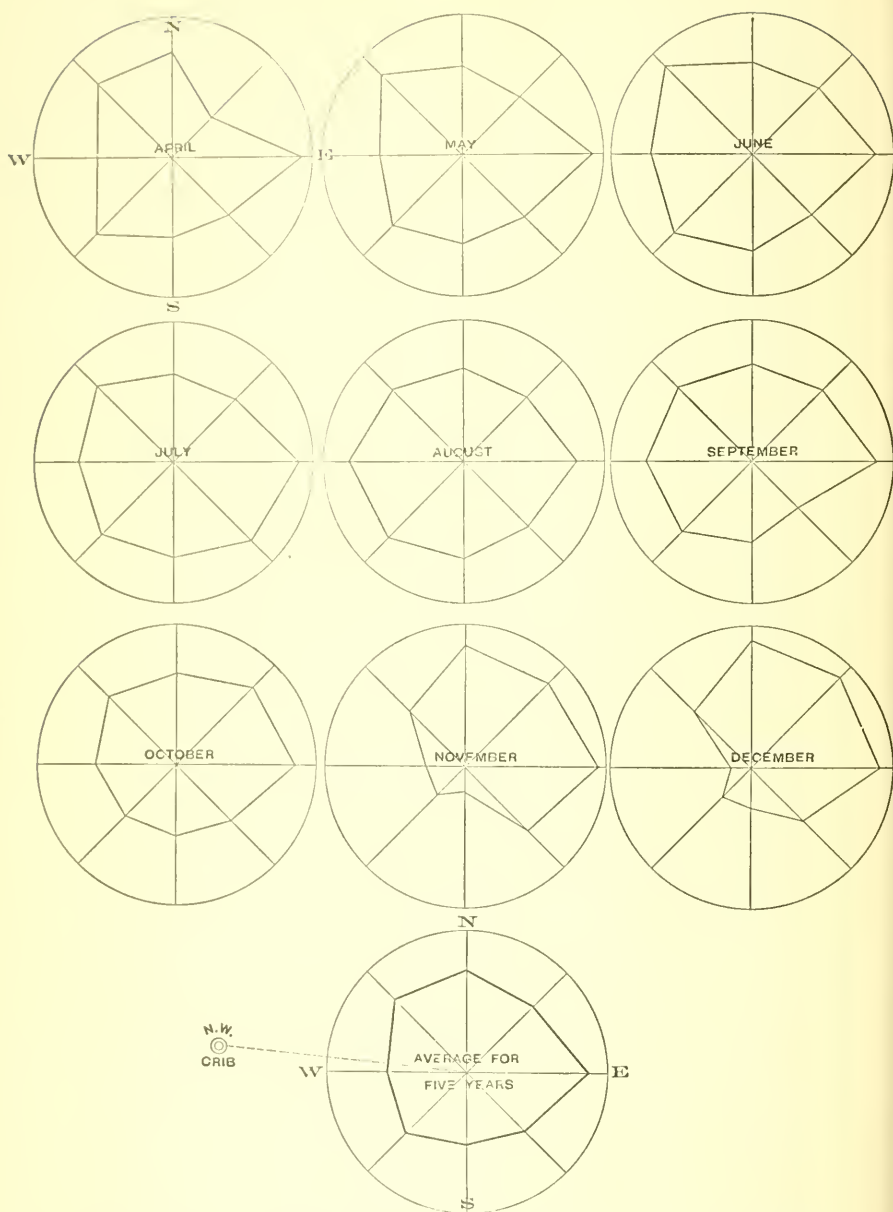 N
W
APRIL
E
MAY
JUNE
S
JULY
AUGUST
SEPTEMBER
OCTOBER
NOVEMBER
DECEMBER
N
N.W.
CRIB
W
AVERAGE FOR
FIVE YEARS
E
S